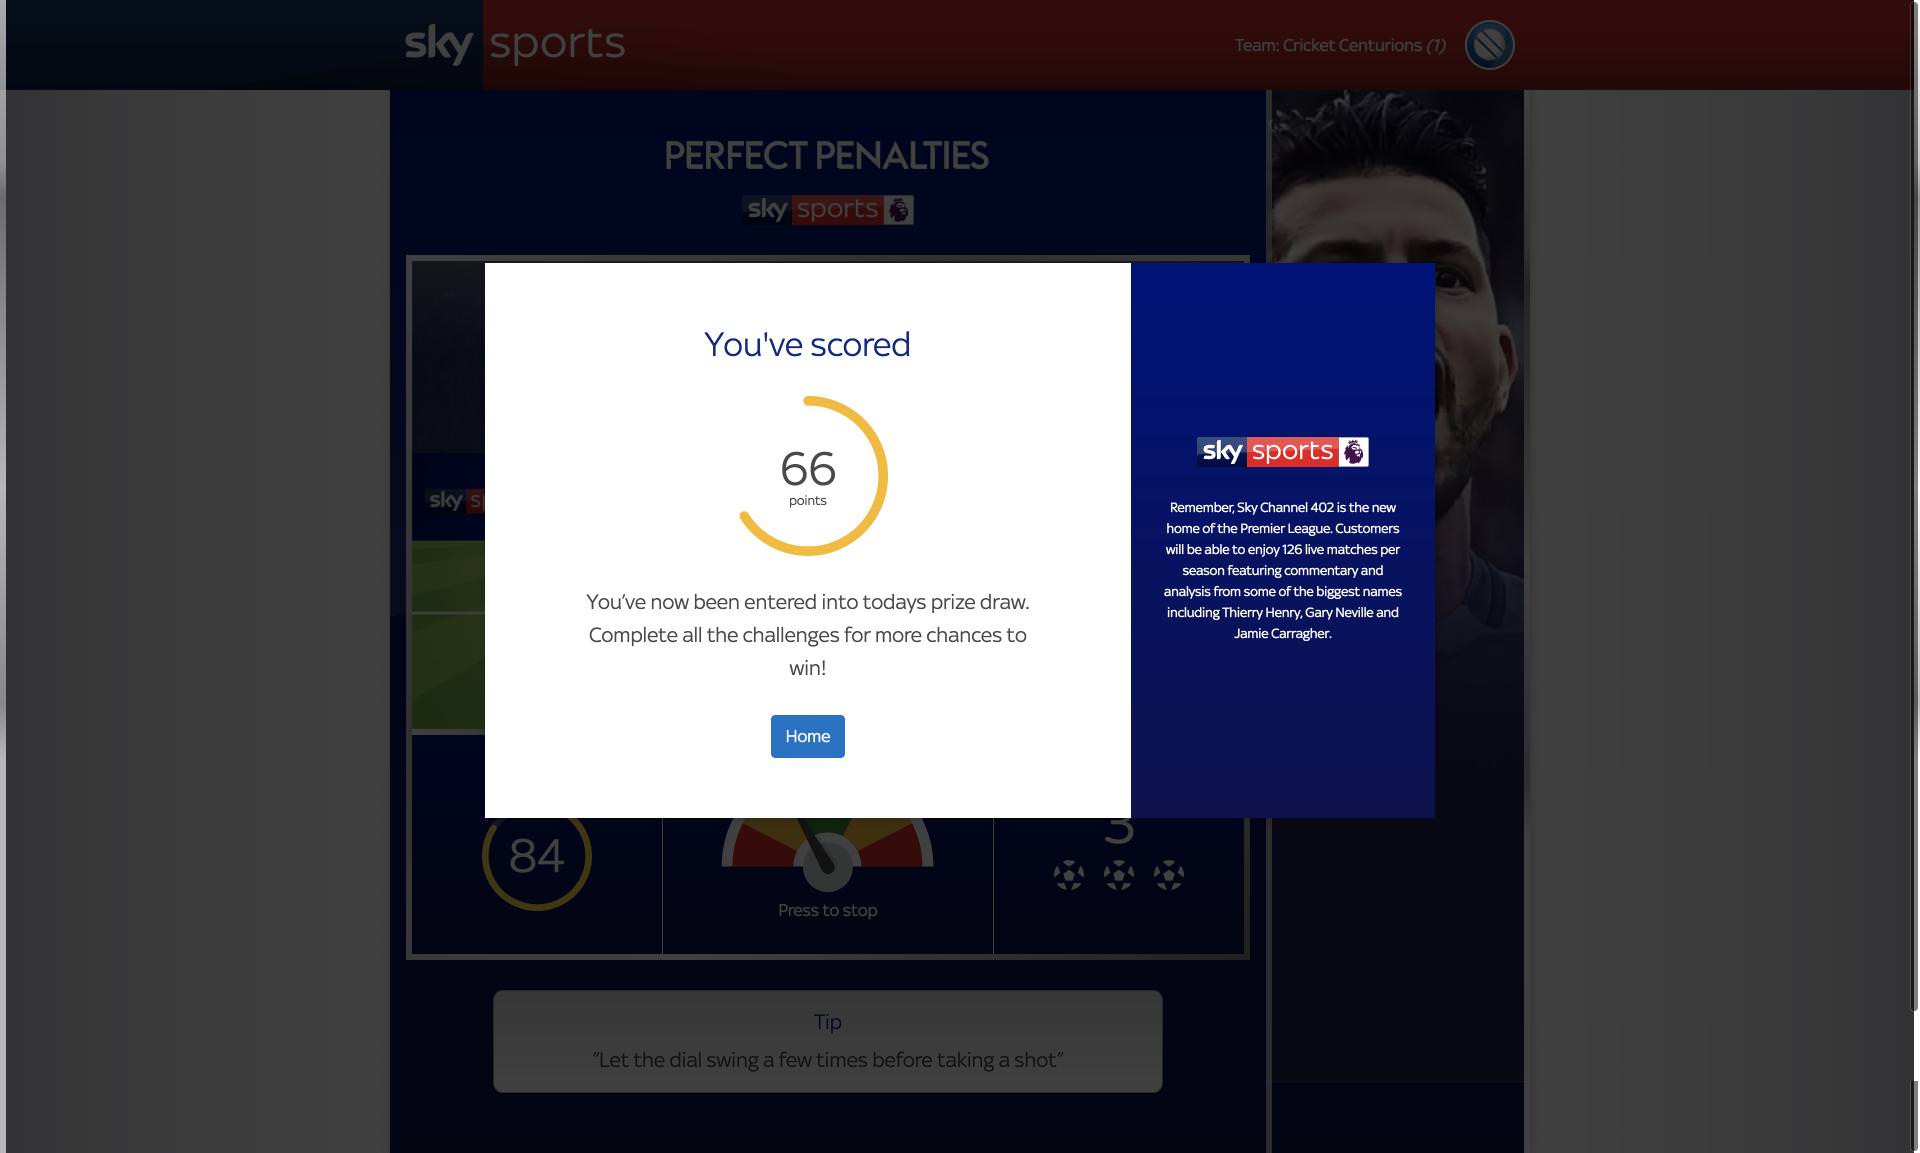 sky sports
Team: Cricket Centurions (1)
PERFECT PENALTIES
sky sports
You've scored
66
points
You’ve now been entered into todays prize draw.
Complete all the challenges for more chances to
win!
Home
sky sports
Remember, Sky Channel 402 is the new
home of the Premier League. Customers
will be able to enjoy 126 live matches per
season featuring commentary and
analysis from some of the biggest names
including Thierry Henry, Gary Neville and
Jamie Carragher.
sky sp
84
Press to stop
3
Tip
“Let the dial swing a few times before taking a shot”